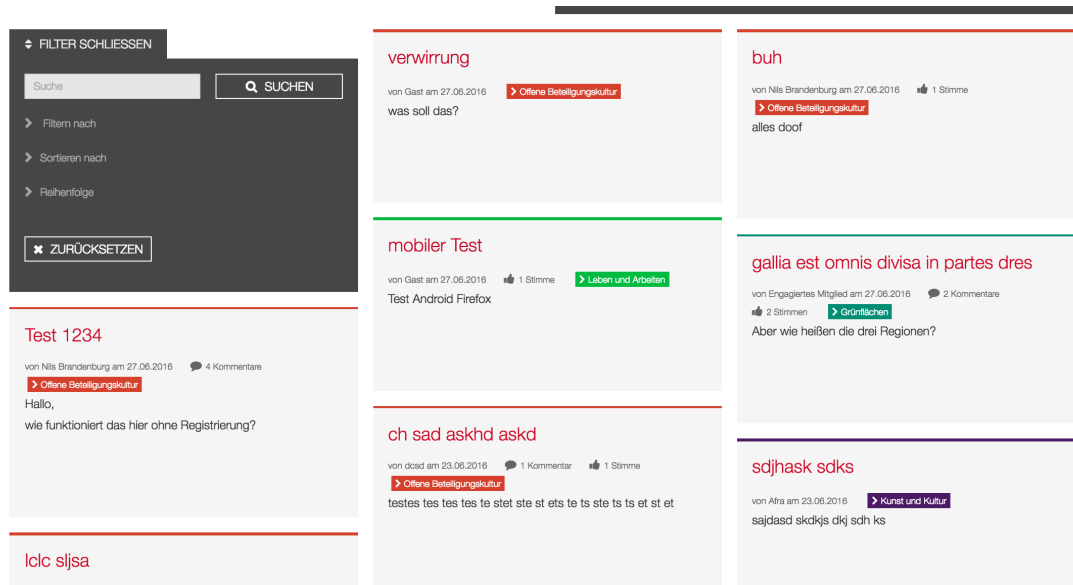 FILTER SCHLIESSEN
Suche
SUCHEN
Filtern nach
Sortieren nach
Reihenfolge
ZURÜCKSETZEN
Test 1234
von Nils Brandenburg am 27.06.2016 4 Kommentare
Offene Beteiligungskultur
Hallo,
wie funktioniert das hier ohne Registrierung?
lclc sljsa
verwirrung
von Gast am 27.06.2016 Offene Beteiligungskultur
was soll das?
mobiler Test
von Gast am 27.06.2016 1 Stimme Leben und Arbeiten
Test Android Firefox
ch sad askhd askd
von dcsd am 23.06.2016 1 Kommentar 1 Stimme
Offene Beteiligungskultur
testes tes tes tes te stet ste st ets te ts ste ts ts et st et
buh
von Nils Brandenburg am 27.06.2016 1 Stimme
Offene Beteiligungskultur
alles doof
gallia est omnis divisa in partes dres
von Engagiertes Mitglied am 27.06.2016 2 Kommentare
2 Stimmen Grünflächen
Aber wie heißen die drei Regionen?
sdjhask sdks
von Afra am 23.06.2016 Kunst und Kultur
sajdasd skdkjs dkj sdh ks